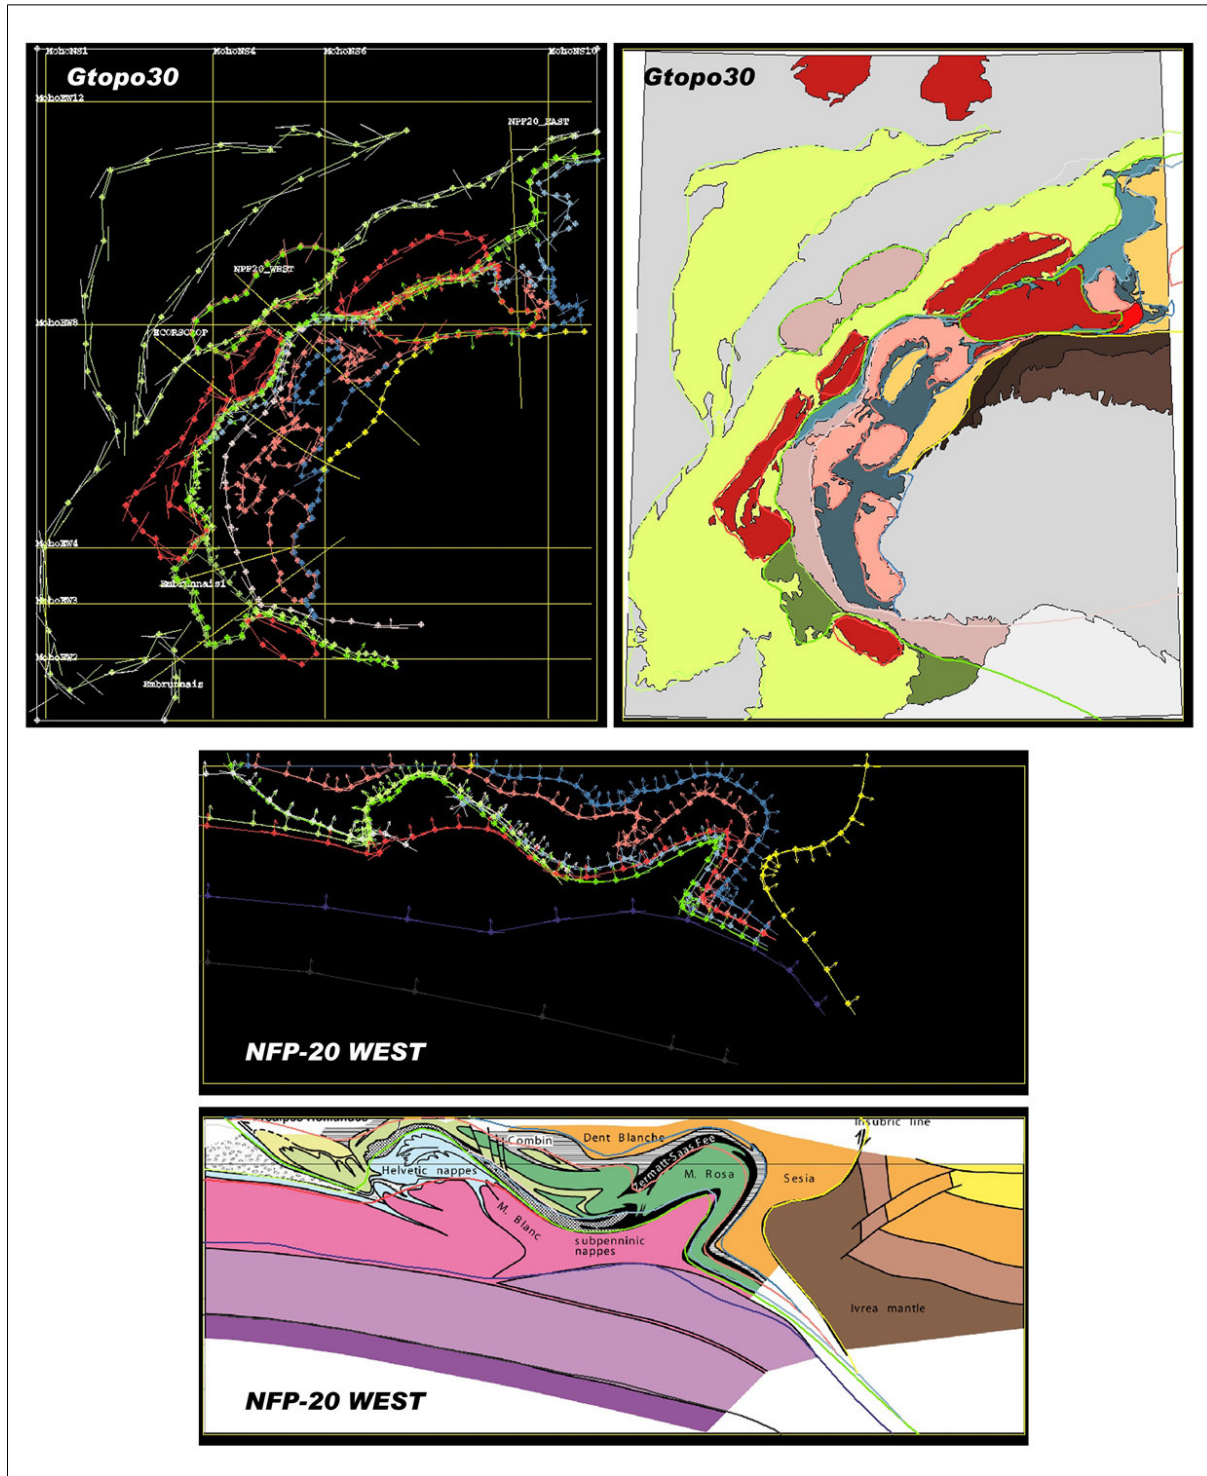 MohoNS1
MohoNS4
MohoNS6
MohoNS10
Gtopo30
MohoEW12
NPF20_EAST
NPF20_WEST
MohoEW8
ECORSCROP
MohoEW4
Embrunnais1
MohoEW3
MohoEW2
Embrunnais
Gtopo30
NFP-20 WEST
Insubric line
Combin
Dent Blanche
Zermatt-Saas Fee
Helvetic nappes
M. Rosa
Sesia
M. Blanc
subpenninic
nappes
Ivrea mantle
NFP-20 WEST